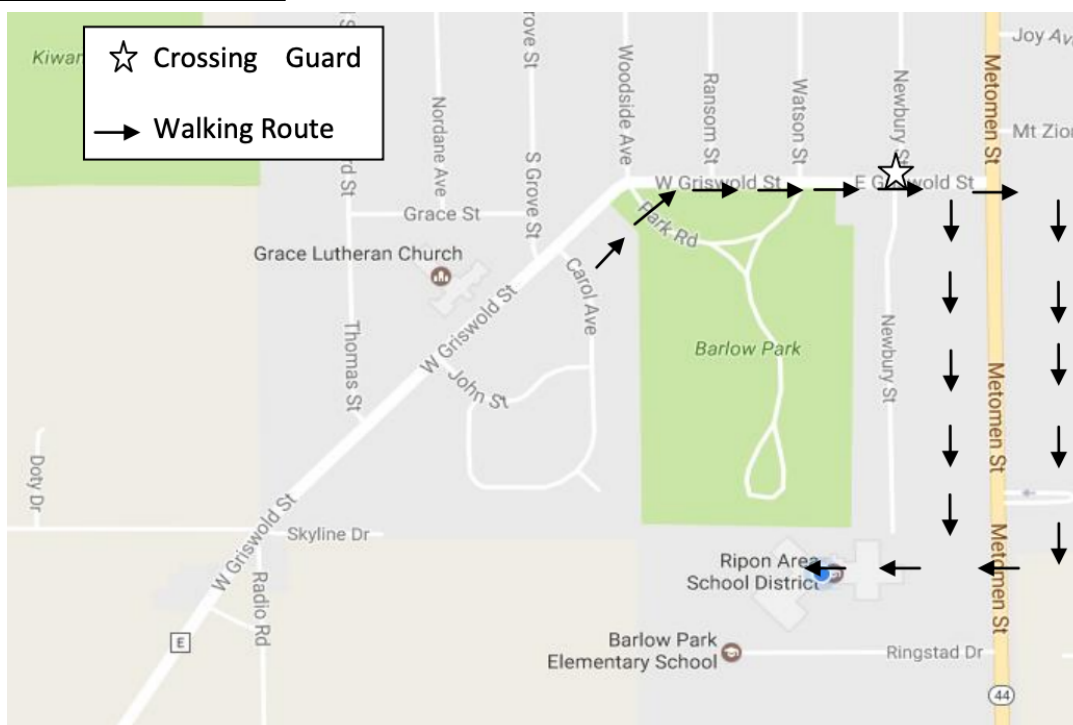 Crossing Guard
Walking Route
Nordane Ave
S Grove St
Woodside Ave
Ransom St
Watson St
Newbury St
Metomen St
Joy Av
Mt Zion
W Griswold St
E Griswold St
Grace St
Park Rd
Grace Lutheran Church
Carol Ave
W Griswold St
Thomas St
John St
Barlow Park
Newbury St
Metomen St
Metomen St
Doty Dr
Skyline Dr
W Griswold St
Radio Rd
Ripon Area
School District
Metomen St
E
Barlow Park
Elementary School
Ringstad Dr
44